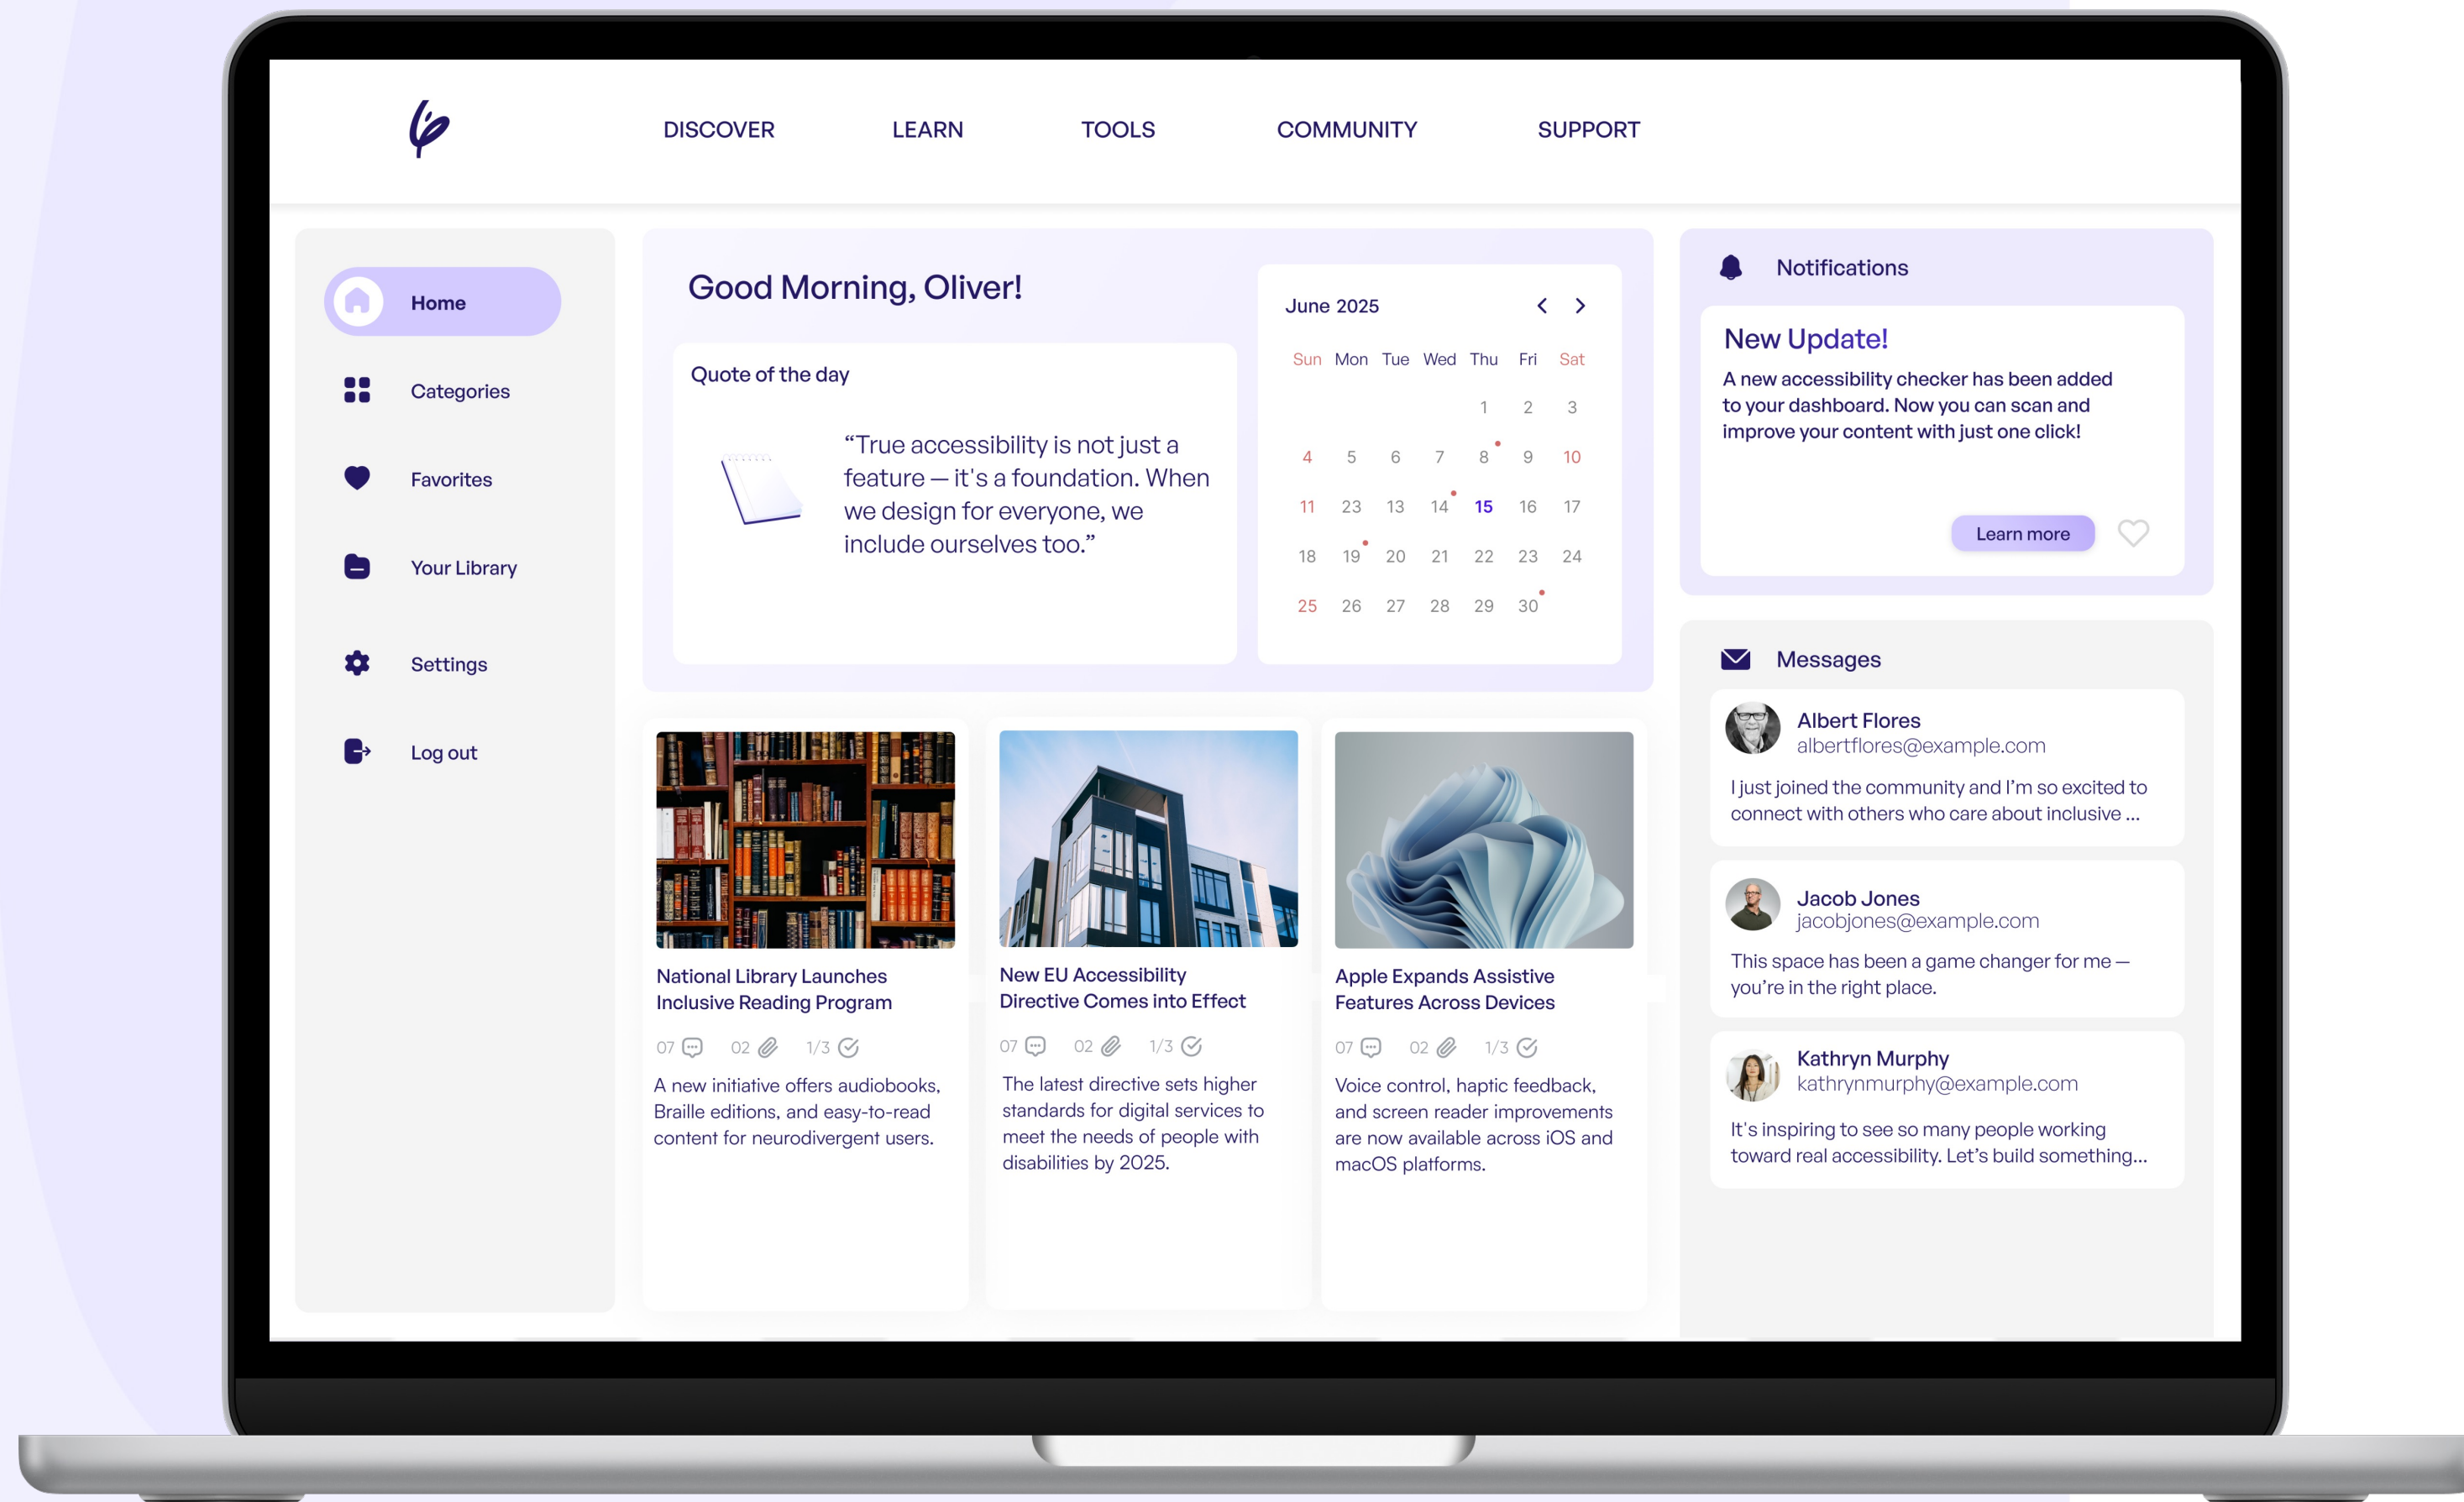 DISCOVER LEARN TOOLS COMMUNITY SUPPORT
Home
Categories
Favorites
Your Library
Settings
Log out
Good Morning, Oliver!
Quote of the day
“True accessibility is not just a
feature — it's a foundation. When
we design for everyone, we
include ourselves too.”
June 2025
Sun Mon Tue Wed Thu Fri Sat
1 2 3
4 5 6 7 8 9 10
11 23 13 14 15 16 17
18 19 20 21 22 23 24
25 26 27 28 29 30
National Library Launches
Inclusive Reading Program
07 02 1/3
A new initiative offers audiobooks,
Braille editions, and easy-to-read
content for neurodivergent users.
New EU Accessibility
Directive Comes into Effect
07 02 1/3
The latest directive sets higher
standards for digital services to
meet the needs of people with
disabilities by 2025.
Apple Expands Assistive
Features Across Devices
07 02 1/3
Voice control, haptic feedback,
and screen reader improvements
are now available across iOS and
macOS platforms.
Notifications
New Update!
A new accessibility checker has been added
to your dashboard. Now you can scan and
improve your content with just one click!
Learn more
Messages
Albert Flores
albertflores@example.com
I just joined the community and I’m so excited to
connect with others who care about inclusive ...
Jacob Jones
jacobjones@example.com
This space has been a game changer for me —
you’re in the right place.
Kathryn Murphy
kathrynmurphy@example.com
It's inspiring to see so many people working
toward real accessibility. Let’s build something...